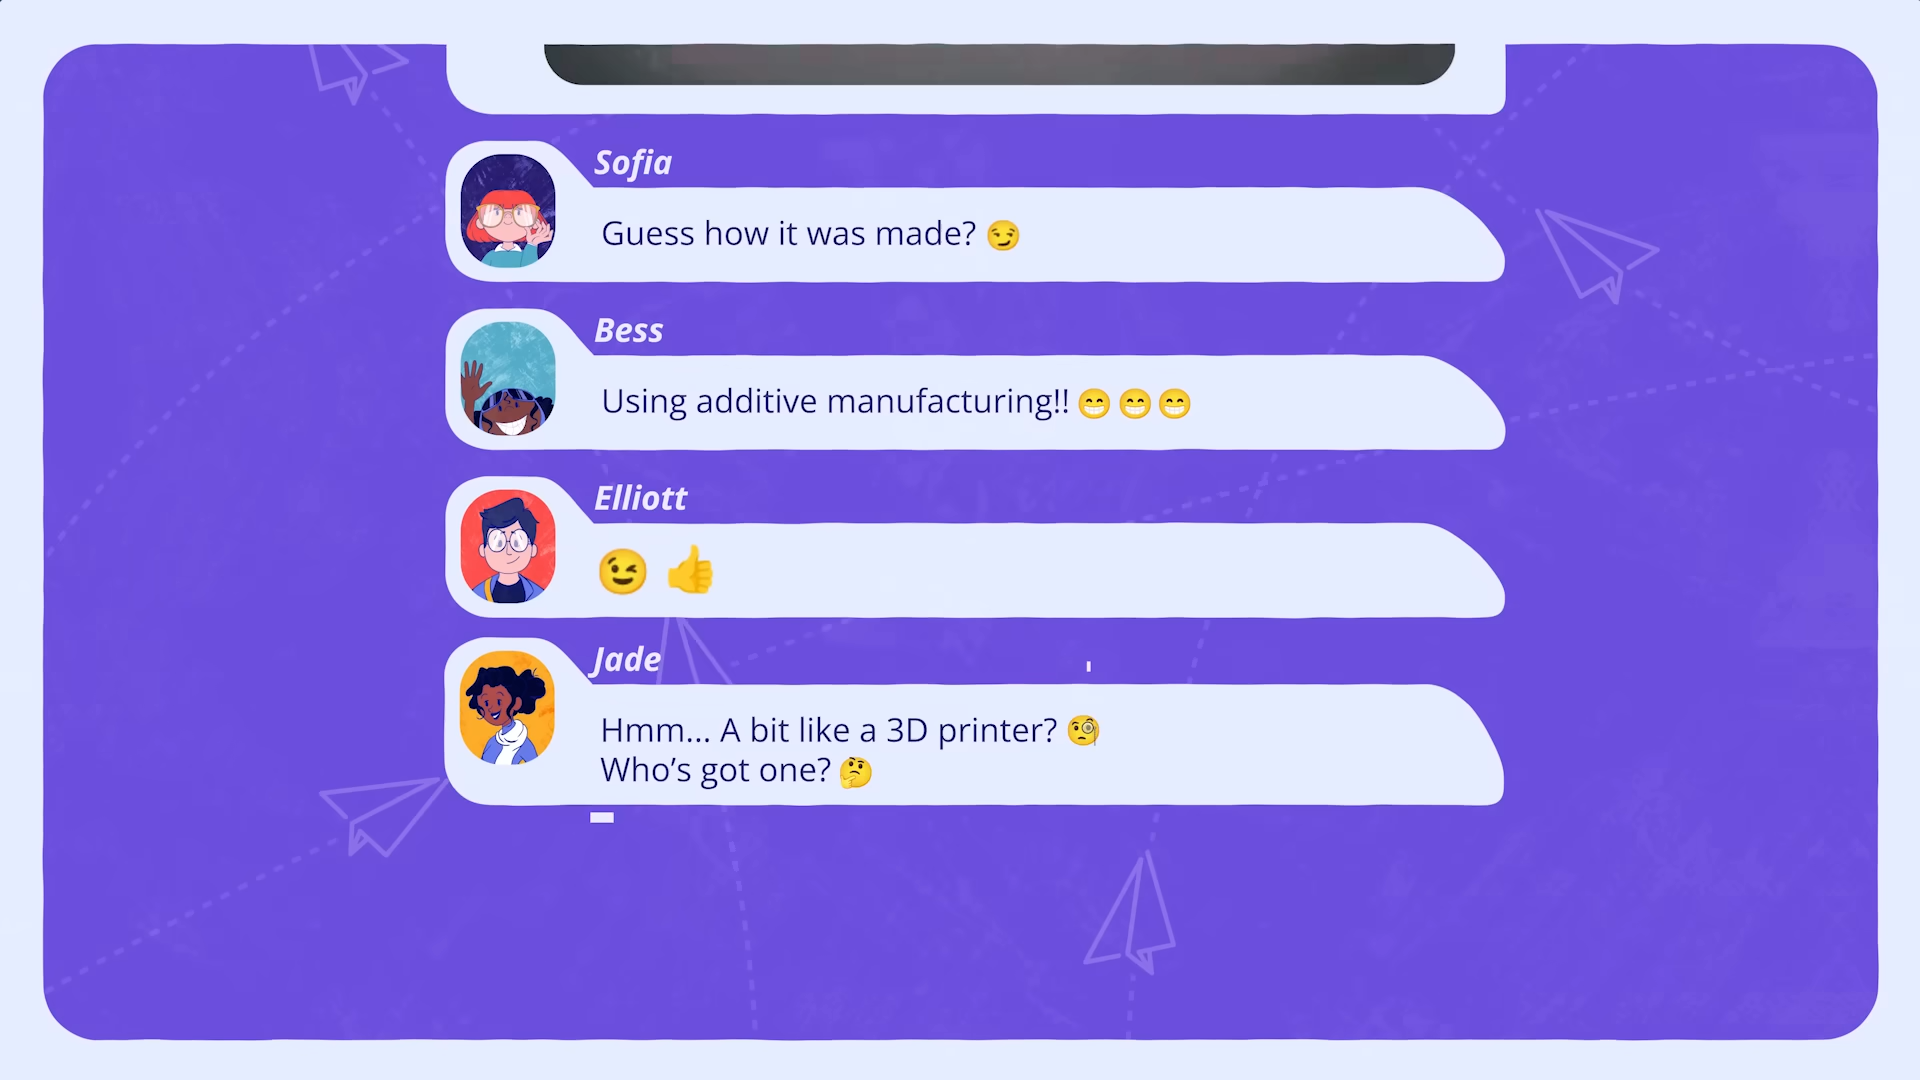 Sofia
Guess how it was made? 😏
Bess
Using additive manufacturing!! 😁😁😁
Elliott
😉 👍
Jade
Hmm... A bit like a 3D printer? 🧐
Who's got one? 🤔